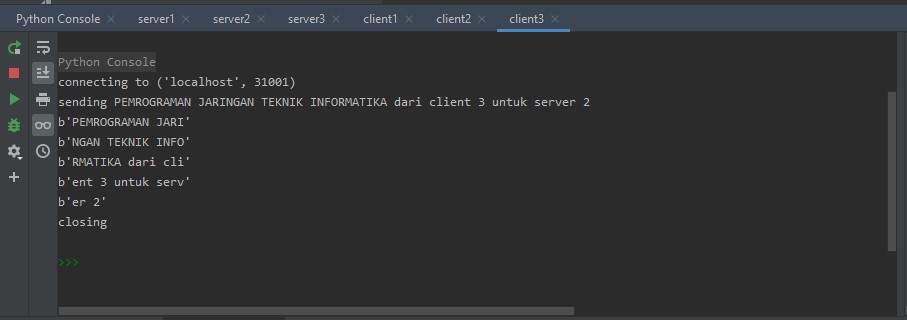 Python Console server1 server2 server3 client1 client2 client3
Python Console
connecting to ('localhost', 31001)
sending PEMROGRAMAN JARINGAN TEKNIK INFORMATIKA dari client 3 untuk server 2
b'PEMROGRAMAN JARI'
b'NGAN TEKNIK INFO'
b'RMATIKA dari cli'
b'ent 3 untuk serv'
b'er 2'
closing
>>>